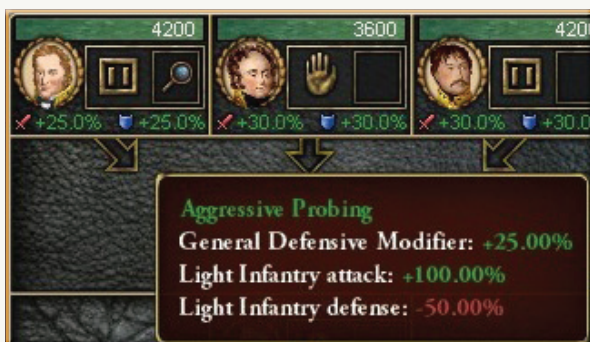 4200 3600 420
+25.0% +25.0% +30.0% +30.0% +30.0% +30.0
Aggressive Probing
General Defensive Modifier: +25.00%
Light Infantry attack: +100.00%
Light Infantry defense: -50.00%